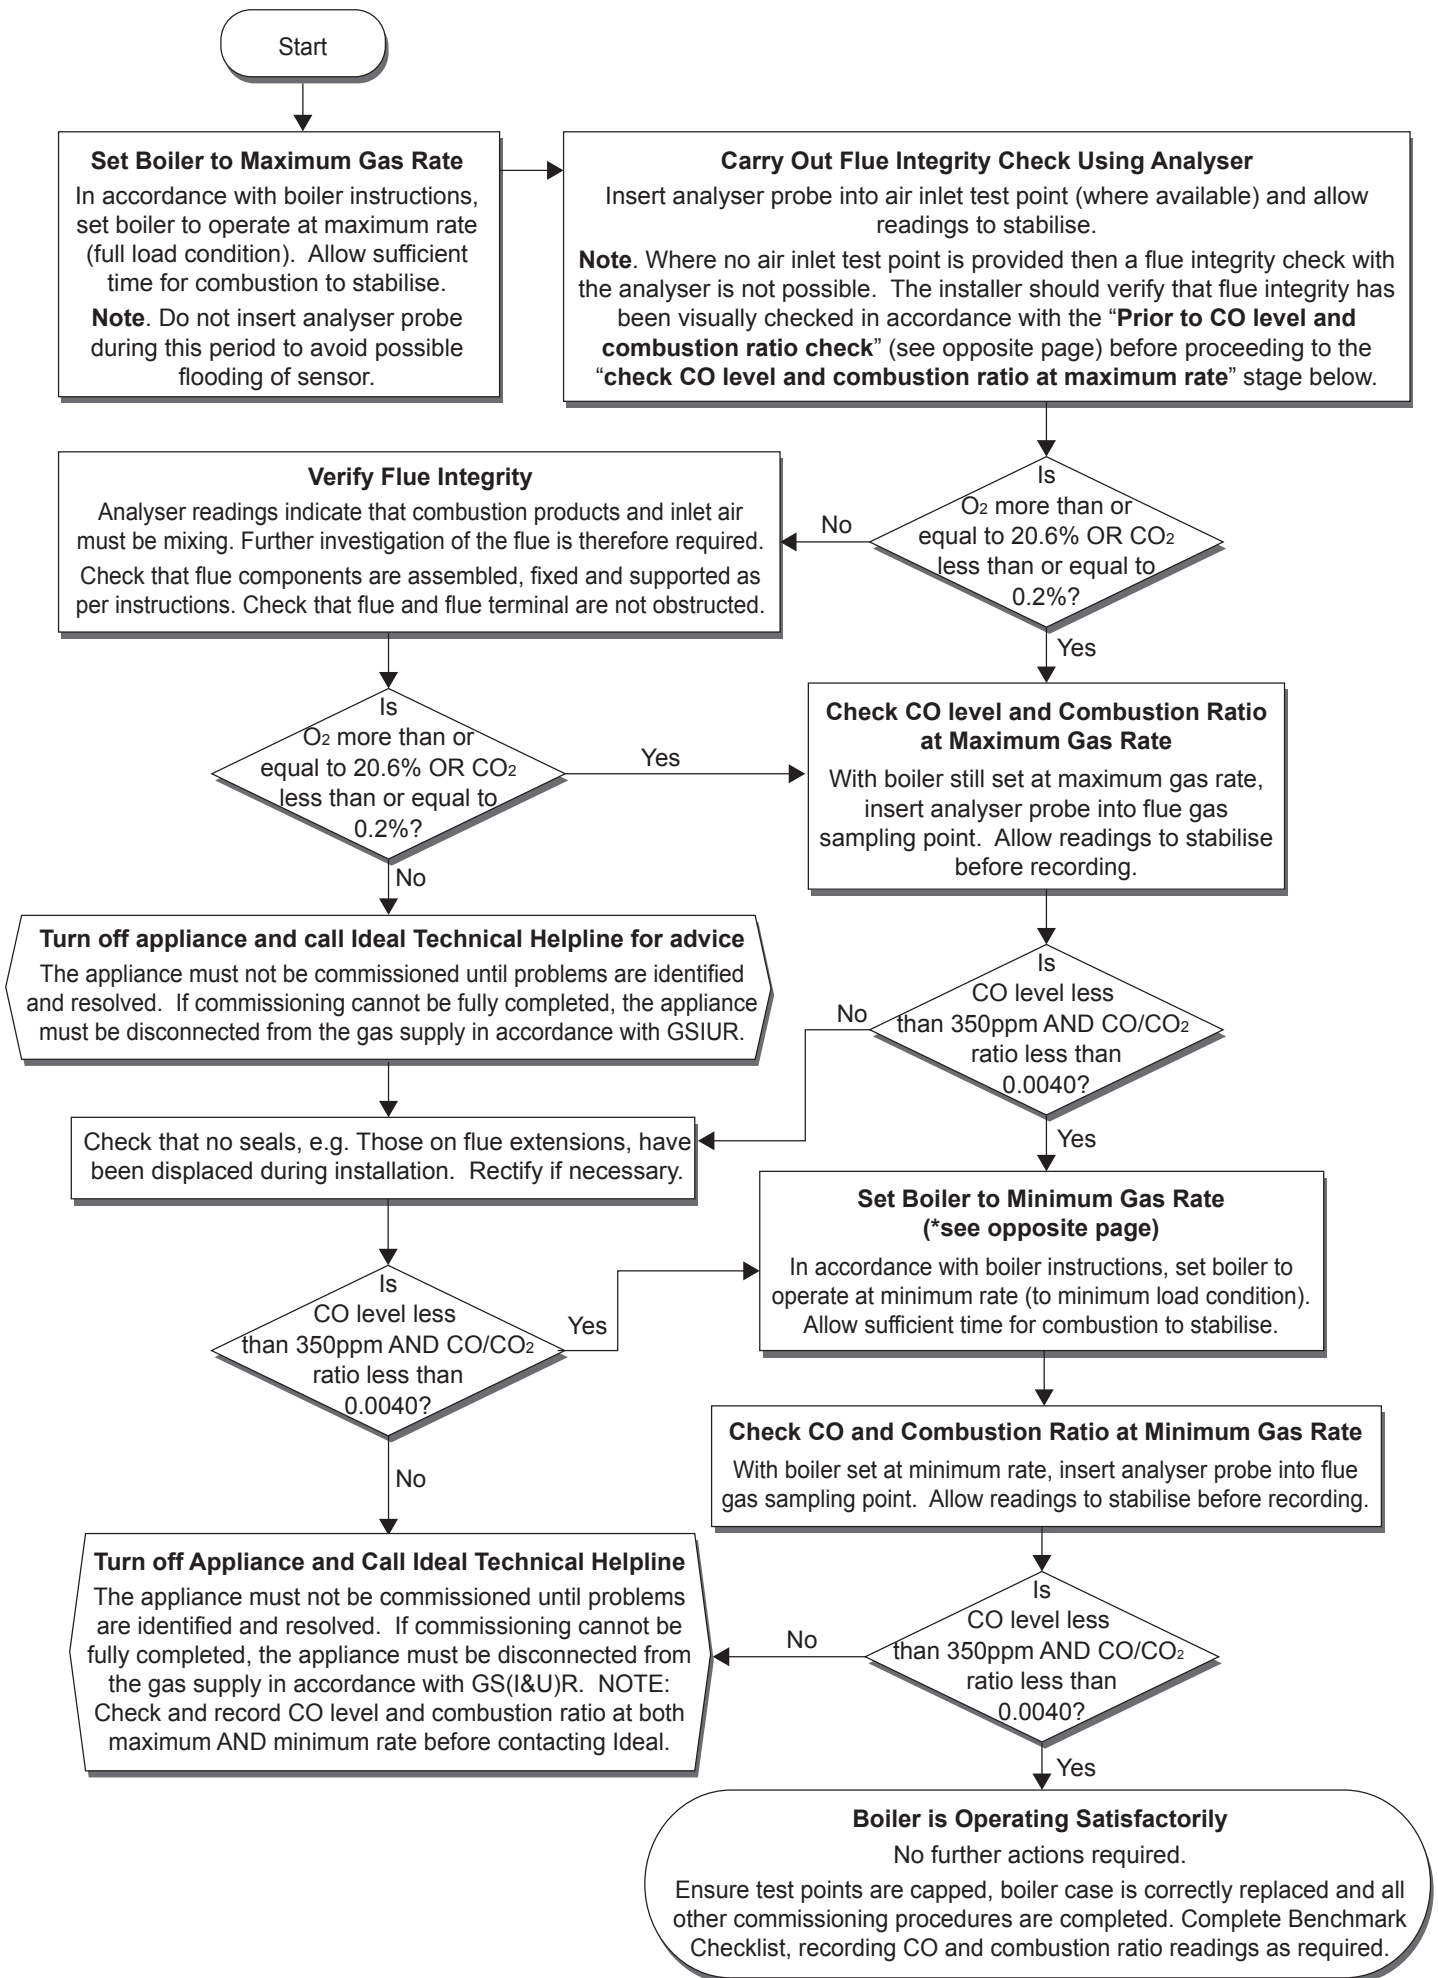 Start
Set Boiler to Maximum Gas Rate
In accordance with boiler instructions,
set boiler to operate at maximum rate
(full load condition).  Allow sufficient
time for combustion to stabilise.
Note. Do not insert analyser probe
during this period to avoid possible
flooding of sensor.
Carry Out Flue Integrity Check Using Analyser
Insert analyser probe into air inlet test point (where available) and allow
readings to stabilise.
Note. Where no air inlet test point is provided then a flue integrity check with
the analyser is not possible.  The installer should verify that flue integrity has
been visually checked in accordance with the “Prior to CO level and
combustion ratio check” (see opposite page) before proceeding to the
“check CO level and combustion ratio at maximum rate” stage below.
Is
O2 more than or
equal to 20.6% OR CO2
less than or equal to
0.2%?
No
Yes
Verify Flue Integrity
Analyser readings indicate that combustion products and inlet air
must be mixing. Further investigation of the flue is therefore required.
Check that flue components are assembled, fixed and supported as
per instructions. Check that flue and flue terminal are not obstructed.
Is
O2 more than or
equal to 20.6% OR CO2
less than or equal to
0.2%?
Yes
No
Check CO level and Combustion Ratio
at Maximum Gas Rate
With boiler still set at maximum gas rate,
insert analyser probe into flue gas
sampling point.  Allow readings to stabilise
before recording.
Turn off appliance and call Ideal Technical Helpline for advice
The appliance must not be commissioned until problems are identified
and resolved.  If commissioning cannot be fully completed, the appliance
must be disconnected from the gas supply in accordance with GSIUR.
Is
CO level less
than 350ppm AND CO/CO2
ratio less than
0.0040?
No
Yes
Check that no seals, e.g. Those on flue extensions, have
been displaced during installation.  Rectify if necessary.
Set Boiler to Minimum Gas Rate
(*see opposite page)
In accordance with boiler instructions, set boiler to
operate at minimum rate (to minimum load condition).
Allow sufficient time for combustion to stabilise.
Is
CO level less
than 350ppm AND CO/CO2
ratio less than
0.0040?
Yes
No
Check CO and Combustion Ratio at Minimum Gas Rate
With boiler set at minimum rate, insert analyser probe into flue
gas sampling point.  Allow readings to stabilise before recording.
Turn off Appliance and Call Ideal Technical Helpline
The appliance must not be commissioned until problems
are identified and resolved.  If commissioning cannot be
fully completed, the appliance must be disconnected from
the gas supply in accordance with GS(I&U)R.  NOTE:
Check and record CO level and combustion ratio at both
maximum AND minimum rate before contacting Ideal.
Is
CO level less
than 350ppm AND CO/CO2
ratio less than
0.0040?
No
Yes
Boiler is Operating Satisfactorily
No further actions required.
Ensure test points are capped, boiler case is correctly replaced and all
other commissioning procedures are completed. Complete Benchmark
Checklist, recording CO and combustion ratio readings as required.